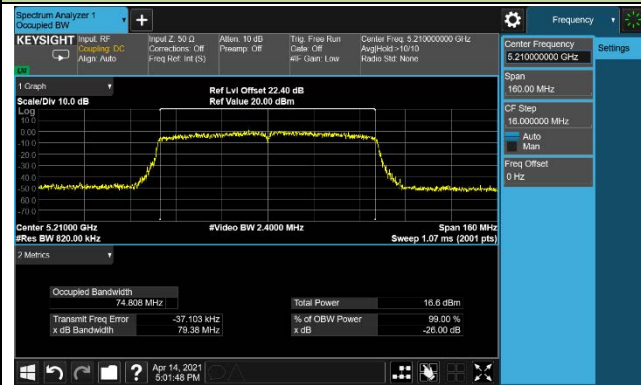 Spectrum Analyzer 1
Occupied BW
+
Frequency
KEYSIGHT
Input: RF
Coupling: DC
Align: Auto
Input Z: 50 Ω
Corrections: Off
Freq Ref: Int (S)
Atten: 10 dB
Preamp: Off
Trig: Free Run
Gate: Off
#IF Gain: Low
Center Freq: 5.210000000 GHz
Avg|Hold:>10/10
Radio Std: None
Center Frequency
5.210000000 GHz
Settings
Span
160.00 MHz
CF Step
16.000000 MHz
Auto
Man
Freq Offset
0 Hz
1 Graph
Scale/Div 10.0 dB
Ref Lvl Offset 22.40 dB
Ref Value 20.00 dBm
Log
10.0
0.00
-10.0
-20.0
-30.0
-40.0
-50.0
-60.0
-70.0
Center 5.21000 GHz
#Video BW 2.4000 MHz
Span 160 MHz
#Res BW 820.00 kHz
Sweep 1.07 ms (2001 pts)
2 Metrics
Occupied Bandwidth
74.808 MHz
Total Power 16.6 dBm
Transmit Freq Error -37.103 kHz
% of OBW Power 99.00 %
x dB Bandwidth 79.38 MHz
x dB -26.00 dB
?
Apr 14, 2021
5:01:48 PM